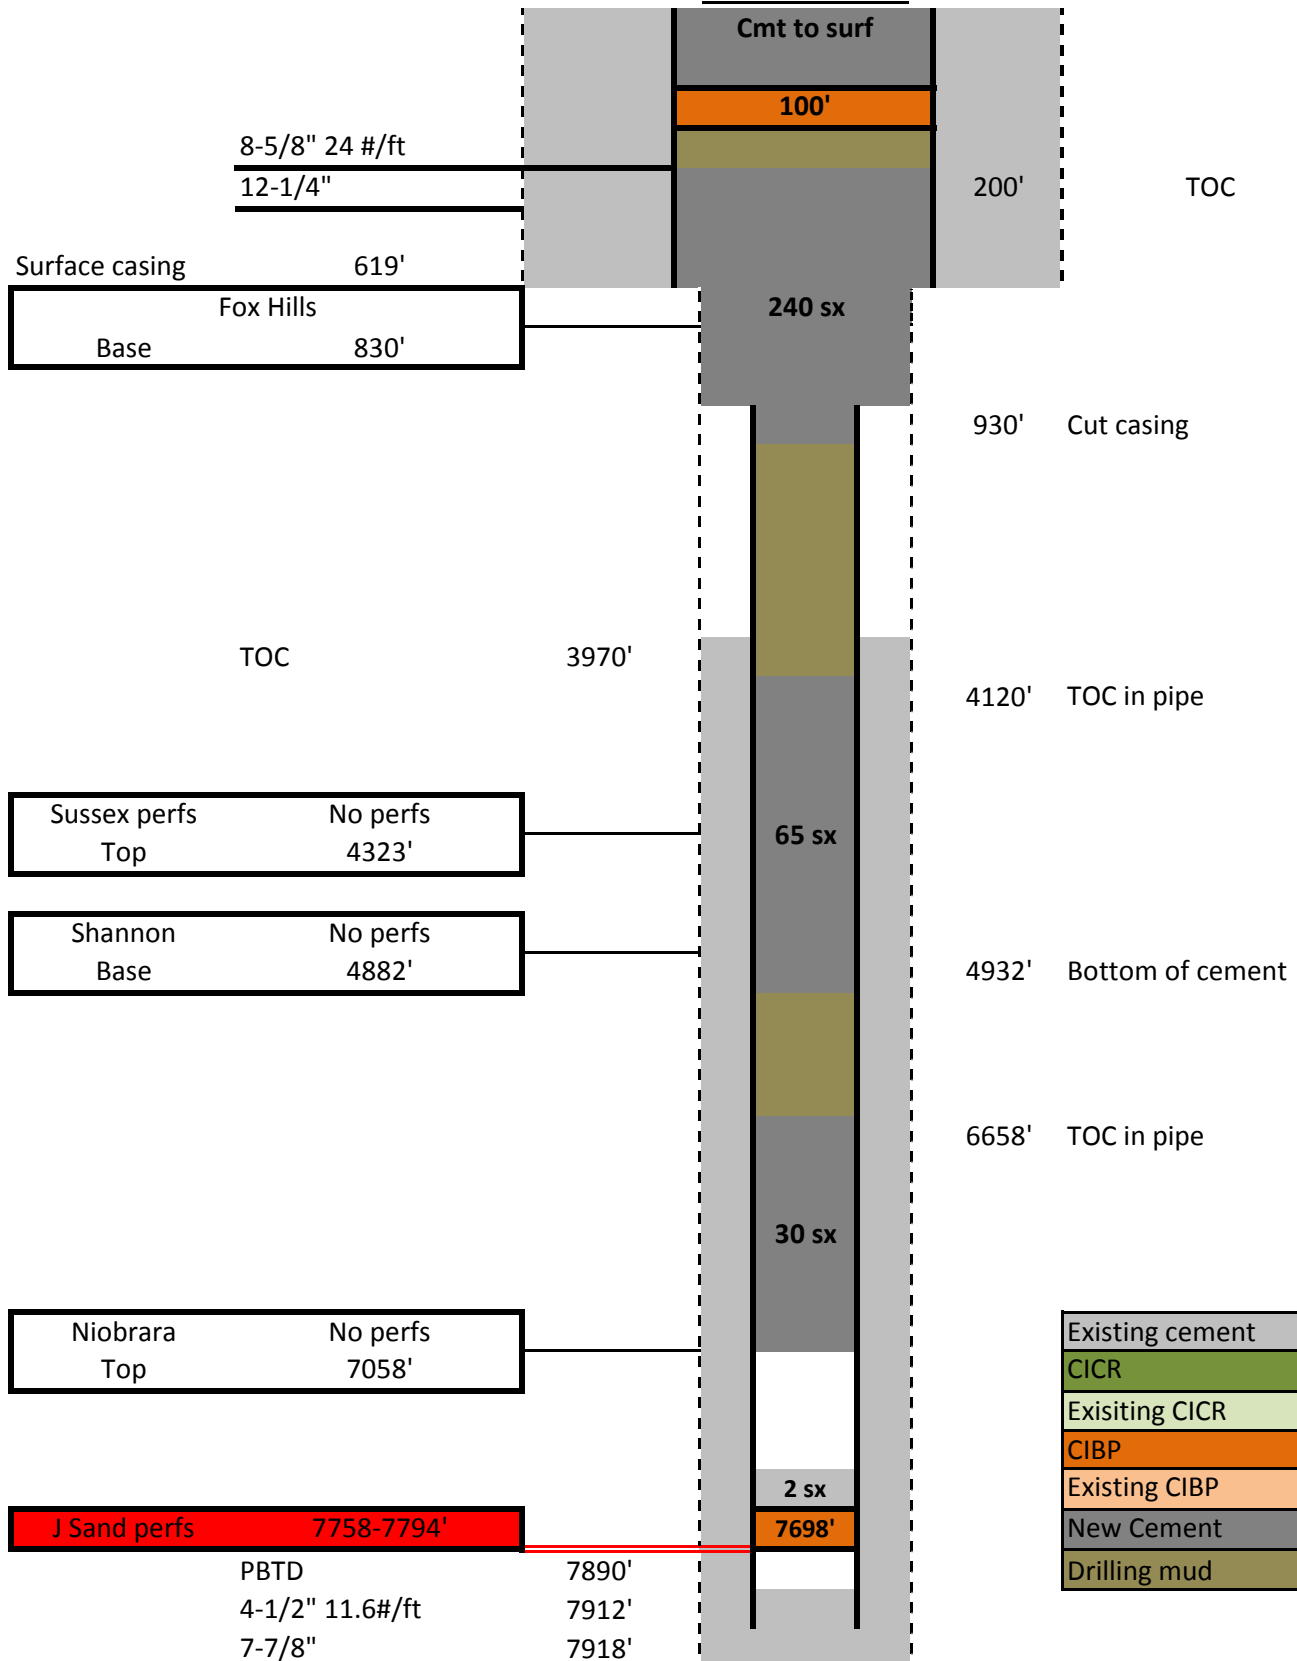 Cmt to surf
100'
8-5/8" 24 #/ft
12-1/4"
200' TOC
Surface casing 619'
Fox Hills
240 sx
Base 830'
930' Cut casing
TOC 3970'
4120' TOC in pipe
Sussex perfs No perfs
65 sx
Top 4323'
Shannon No perfs
Base 4882'
4932' Bottom of cement
6658' TOC in pipe
30 sx
Niobrara No perfs
Top 7058'
Existing cement
CICR
Exisiting CICR
CIBP
Existing CIBP
New Cement
Drilling mud
2 sx
J Sand perfs 7758-7794'
7698'
PBTD 7890'
4-1/2" 11.6#/ft 7912'
7-7/8" 7918'